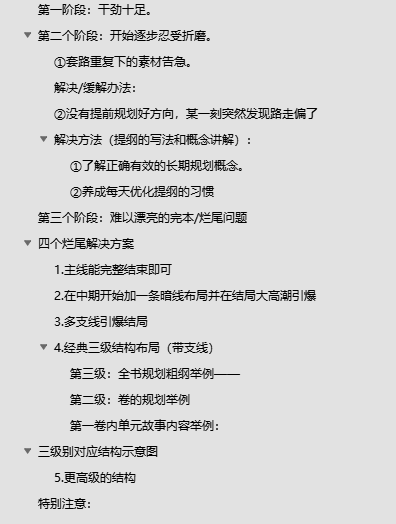 第一阶段：干劲十足。
第二个阶段：开始逐步忍受折磨。
①套路重复下的素材告急。
解决/缓解办法：
②没有提前规划好方向，某一刻突然发现路走偏了
解决方法（提纲的写法和概念讲解）：
①了解正确有效的长期规划概念。
②养成每天优化提纲的习惯
第三个阶段：难以漂亮的完本/烂尾问题
四个烂尾解决方案
1.主线能完整结束即可
2.在中期开始加一条暗线布局并在结局大高潮引爆
3.多支线引爆结局
4.经典三级结构布局（带支线）
第三级：全书规划粗纲举例——
第二级：卷的规划举例
第一卷内单元故事内容举例：
三级别对应结构示意图
5.更高级的结构
特别注意：